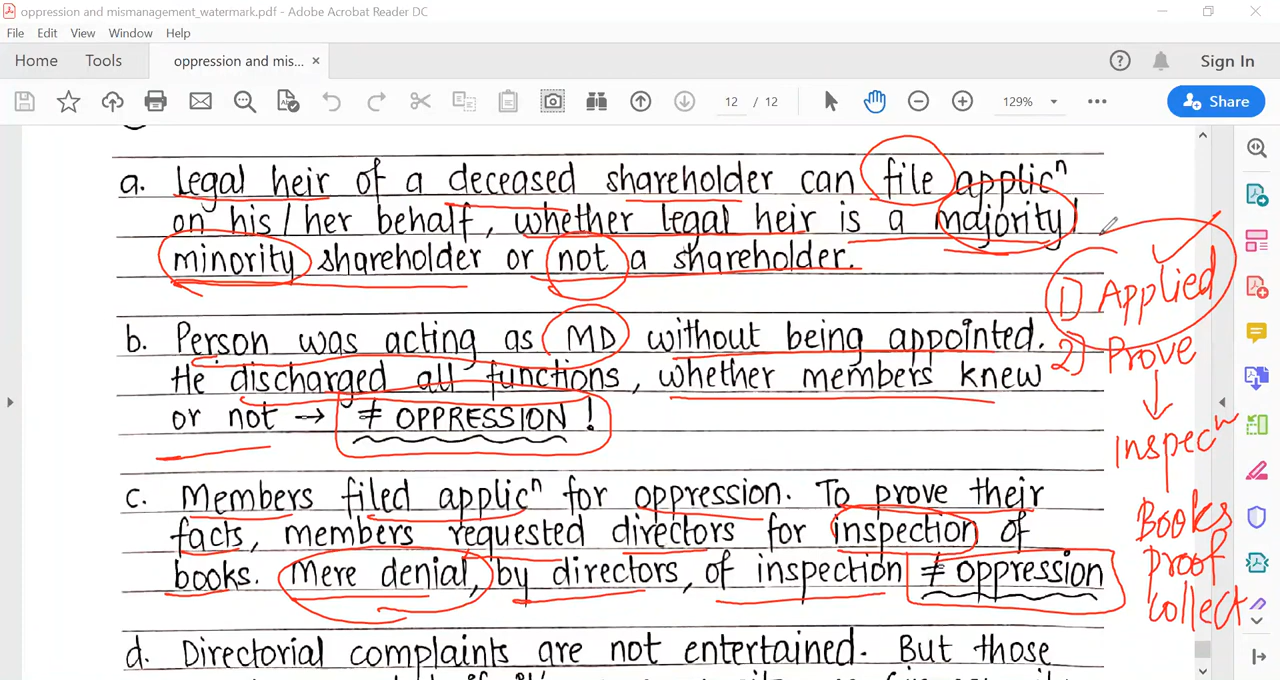 oppression and mismanagement_watermark.pdf - Adobe Acrobat Reader DC
File Edit View Window Help
Home Tools oppression and mis... × Sign In
12 / 12 129% Share
a. Legal heir of a deceased shareholder can file applicⁿ
on his / her behalf, whether legal heir is a majority/
minority shareholder or not a shareholder.
b. Person was acting as MD without being appointed.
He discharged all functions, whether members knew
or not → ≠ OPPRESSION !
c. Members filed applicⁿ for oppression. To prove their
facts, members requested directors for inspection of
books. Mere denial, by directors, of inspection ≠ oppression
d. Directorial complaints are not entertained. But those
1) Applied
2) Prove
↓
Inspecⁿ
Books
proof
collect